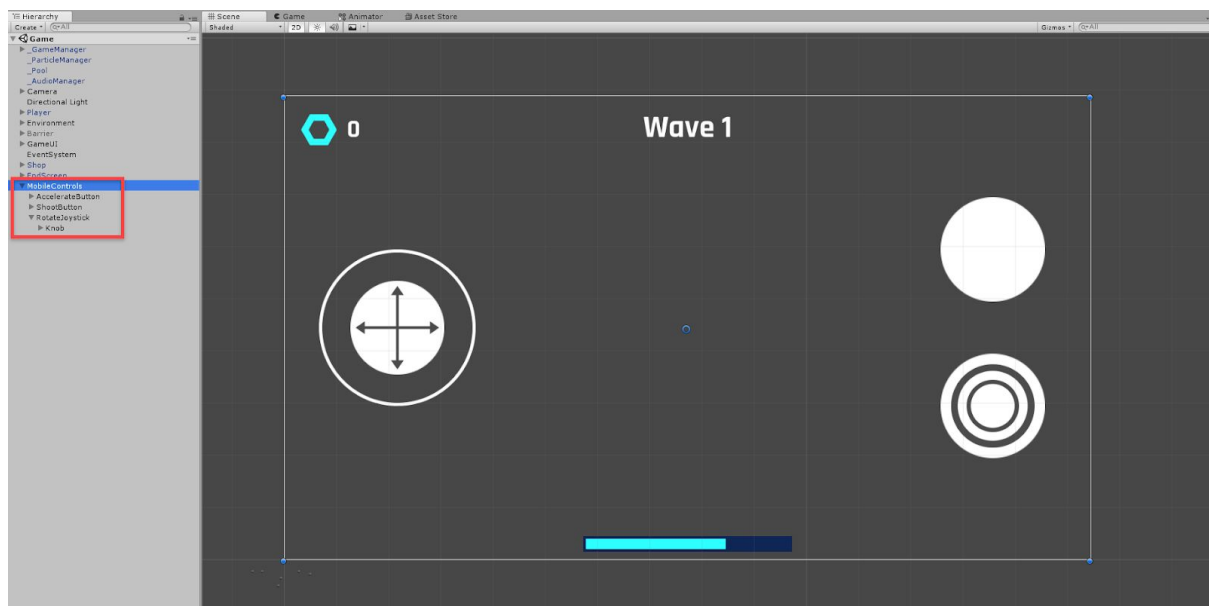 Hierarchy
Create
All
Game
_GameManager
_ParticleManager
_Pool
_AudioManager
Camera
Directional Light
Player
Environment
Barrier
GameUI
EventSystem
Shop
EndScreen
MobileControls
AccelerateButton
ShootButton
RotateJoystick
Knob
Scene Game Animator Asset Store
Shaded 2D Gizmos All
0 Wave 1